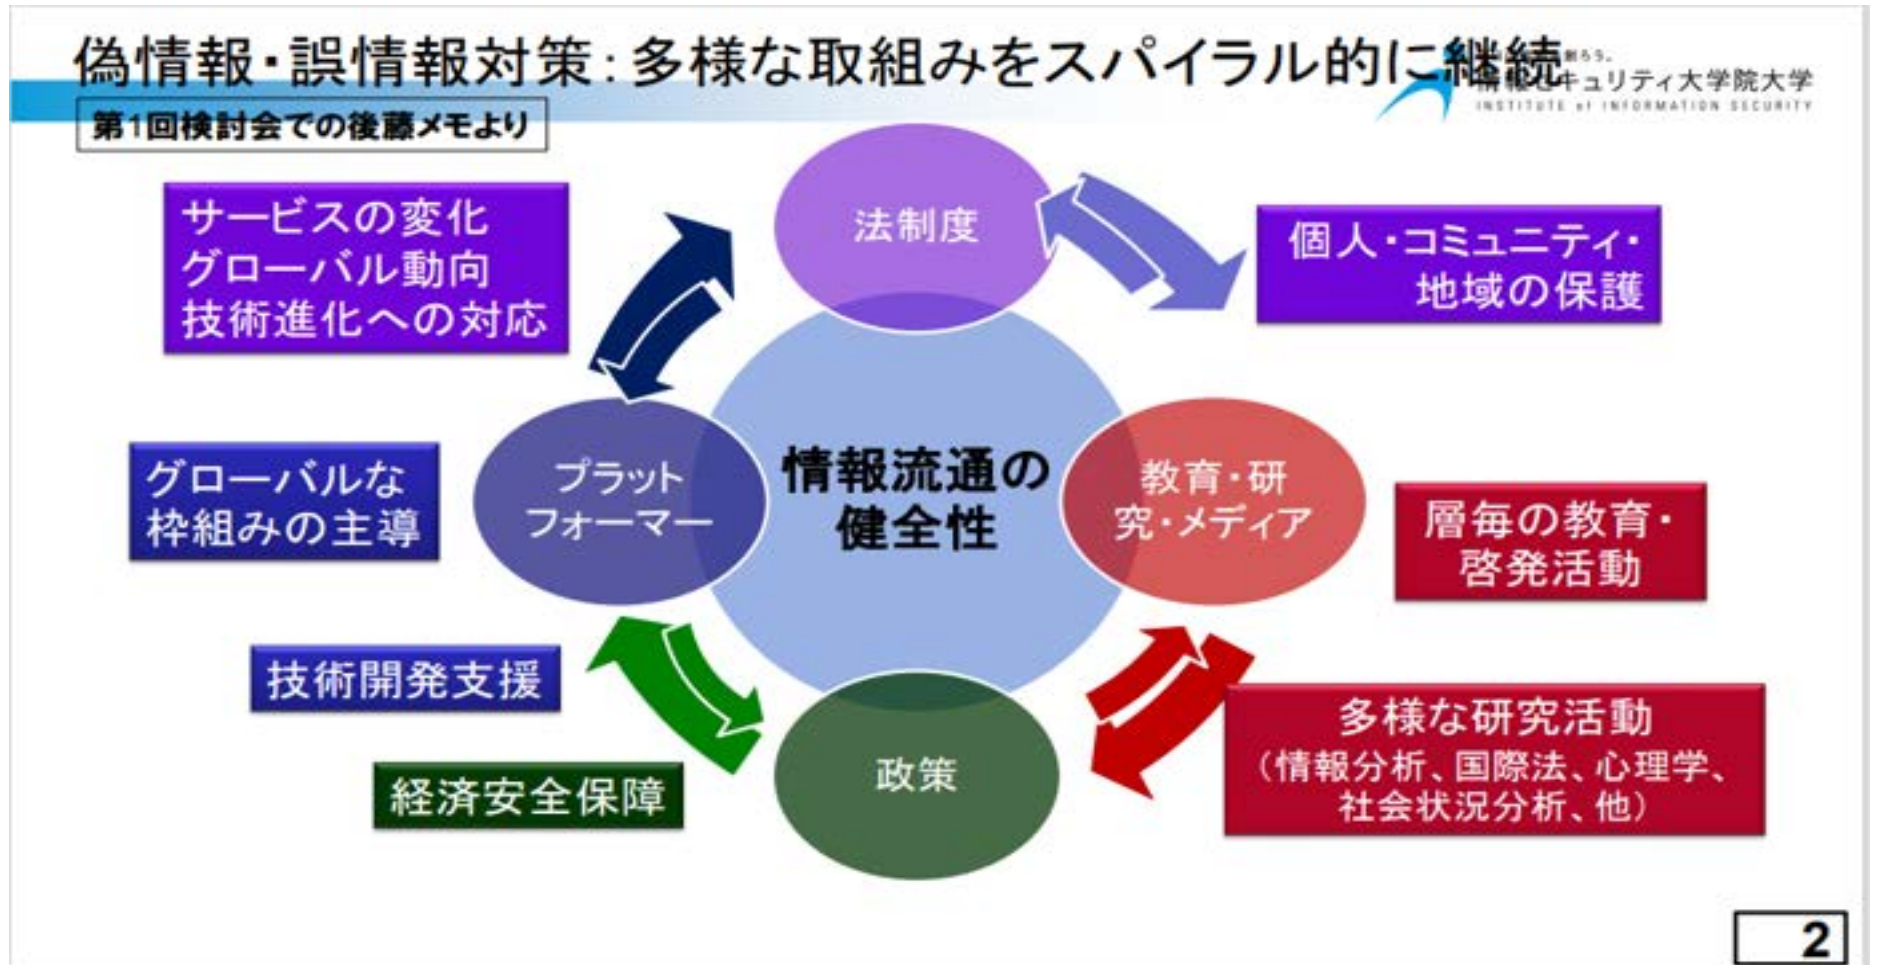 偽情報・誤情報対策：多様な取組みをスパイラル的に継続
創ろう。
情報セキュリティ大学院大学
INSTITUTE of INFORMATION SECURITY
第1回検討会での後藤メモより
サービスの変化
グローバル動向
技術進化への対応
法制度
個人・コミュニティ・
地域の保護
グローバルな
枠組みの主導
プラット
フォーマー
情報流通の
健全性
教育・研
究・メディア
層毎の教育・
啓発活動
技術開発支援
経済安全保障
政策
多様な研究活動
（情報分析、国際法、心理学、
社会状況分析、他）
2